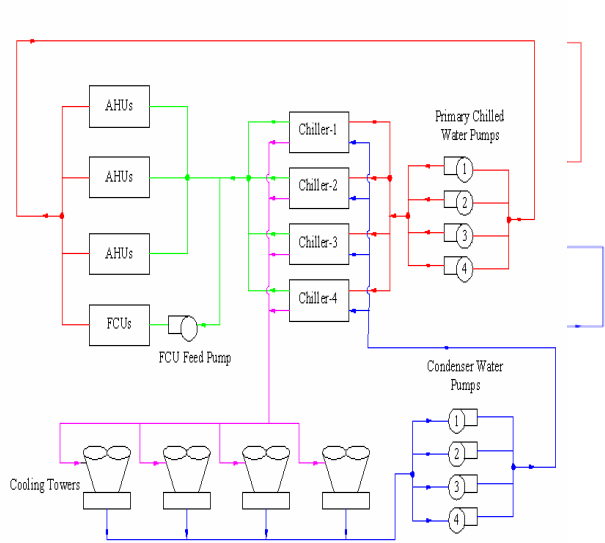 AHUs
AHUs
AHUs
FCUs
FCU Feed Pump
Chiller-1
Chiller-2
Chiller-3
Chiller-4
Primary Chilled
Water Pumps
1
2
3
4
Condenser Water
Pumps
1
2
3
4
Cooling Towers